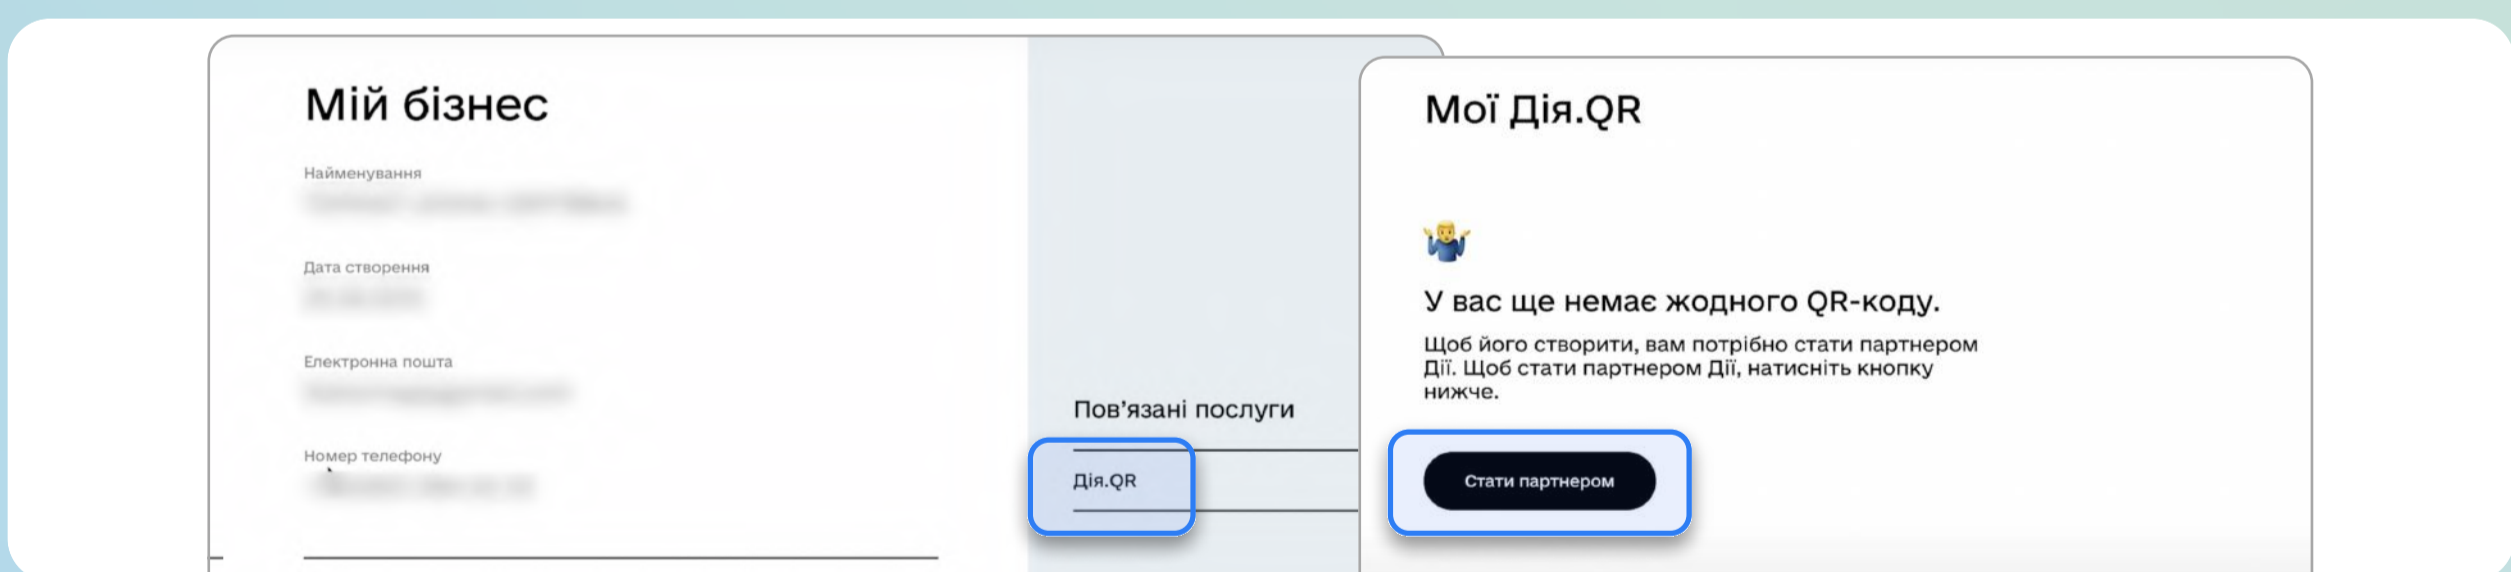 Мій бізнес
Найменування
Дата створення
Електронна пошта
Номер телефону
Пов’язані послуги
Дія.QR
Мої Дія.QR
У вас ще немає жодного QR-коду.
Щоб його створити, вам потрібно стати партнером
Дії. Щоб стати партнером Дії, натисніть кнопку
нижче.
Стати партнером